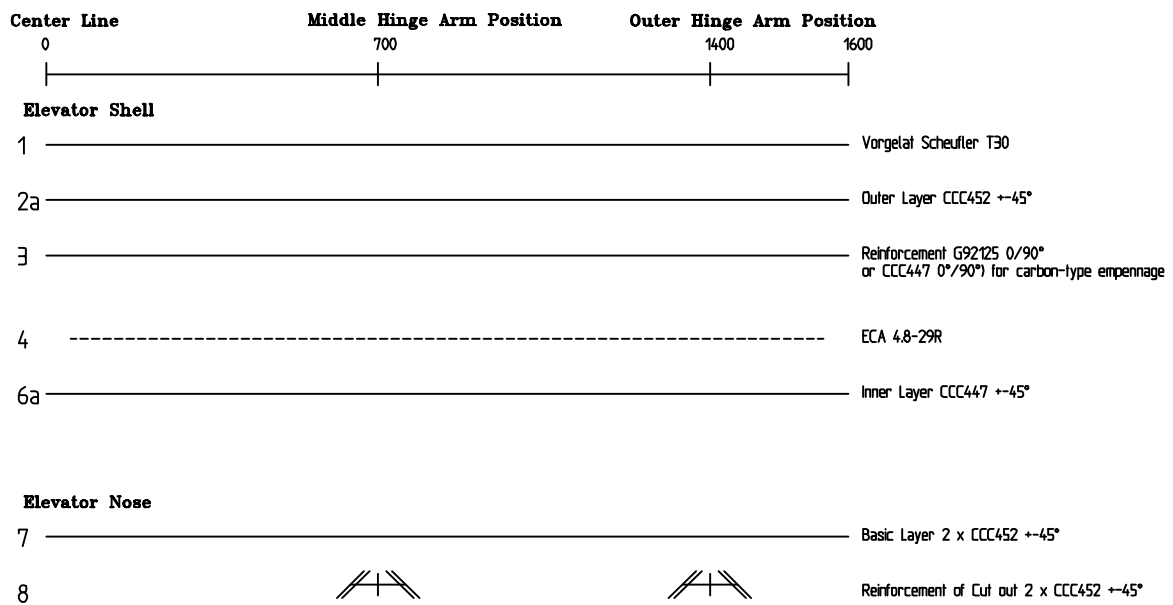 Center Line Middle Hinge Arm Position Outer Hinge Arm Position
0 700 1400 1600
Elevator Shell
1 Vorgelat Scheufler T30
2a Outer Layer CCC452 +-45°
3 Reinforcement G92125 0/90°
or CCC447 0°/90°) for carbon-type empennage
4 ECA 4.8-29R
6a Inner Layer CCC447 +-45°
Elevator Nose
7 Basic Layer 2 x CCC452 +-45°
8 Reinforcement of Cut out 2 x CCC452 +-45°